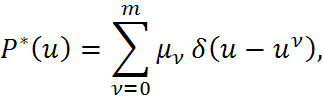 P*(u) = ∑_{ν=0}^{m} μ_ν δ(u − u^ν),